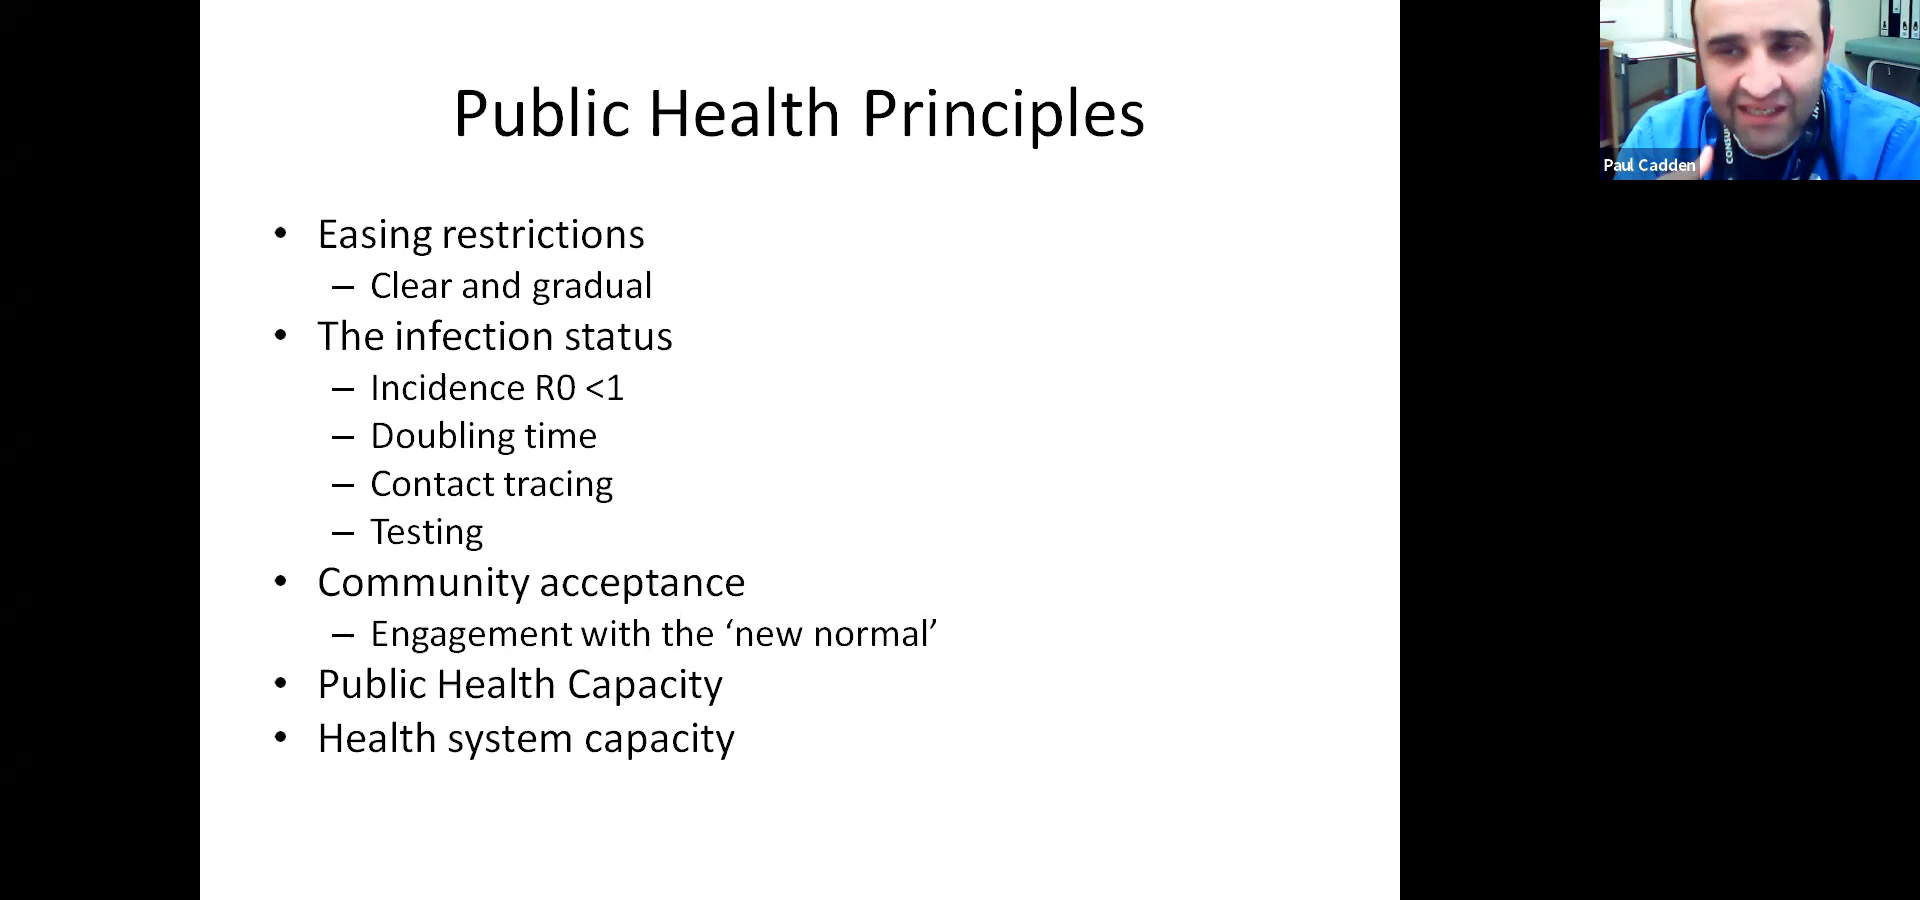 Public Health Principles
• Easing restrictions
– Clear and gradual
• The infection status
– Incidence R0 <1
– Doubling time
– Contact tracing
– Testing
• Community acceptance
– Engagement with the ‘new normal’
• Public Health Capacity
• Health system capacity
Paul Cadden